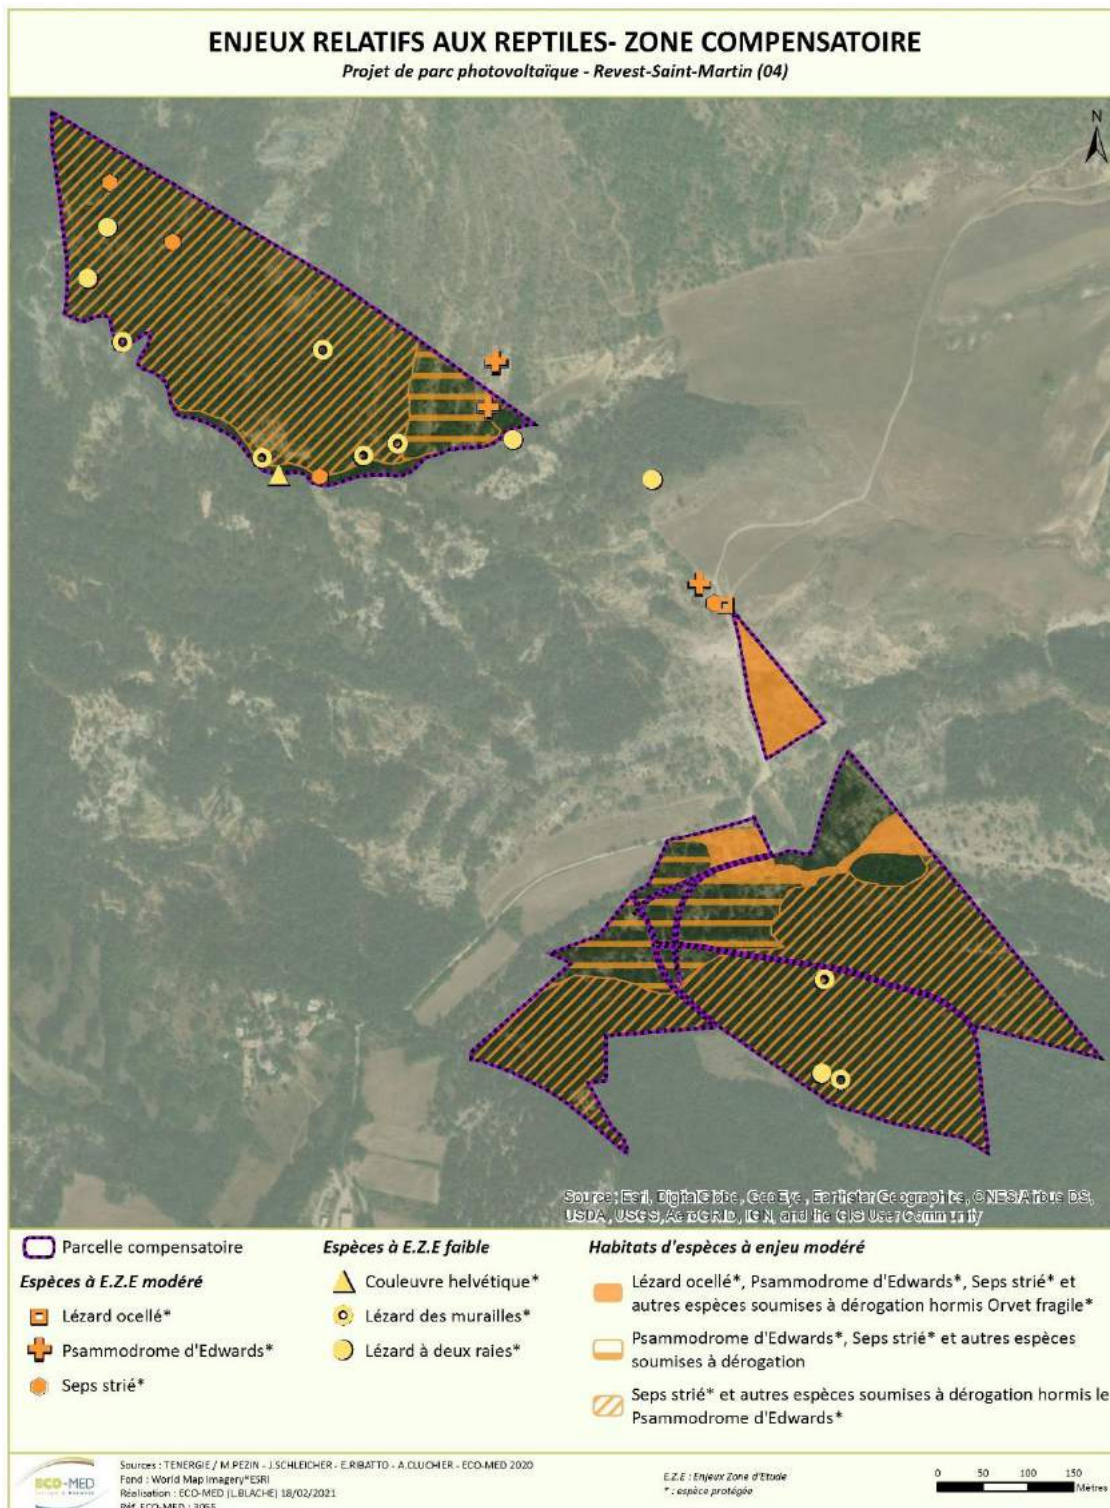 ENJEUX RELATIFS AUX REPTILES- ZONE COMPENSATOIRE
Projet de parc photovoltaïque - Revest-Saint-Martin (04)
N
Source: Esri, DigitalGlobe, GeoEye, Earthstar Geographics, CNES/Airbus DS,
USDA, USGS, AeroGRID, IGN, and the GIS User Community
Parcelle compensatoire
Espèces à E.Z.E modéré
Lézard ocellé*
Psammodrome d'Edwards*
Seps strié*
Espèces à E.Z.E faible
Couleuvre helvétique*
Lézard des murailles*
Lézard à deux raies*
Habitats d'espèces à enjeu modéré
Lézard ocellé*, Psammodrome d'Edwards*, Seps strié* et
autres espèces soumises à dérogation hormis Orvet fragile*
Psammodrome d'Edwards*, Seps strié* et autres espèces
soumises à dérogation
Seps strié* et autres espèces soumises à dérogation hormis le
Psammodrome d'Edwards*
ECO-MED
Sources : TENERGIE / M.PEZIN - J.SCHLEICHER - E.RIBATTO - A.CLUCHIER - ECO-MED 2020
Fond : World Map Imagery*ESRI
Réalisation : ECO-MED (L.BLACHE) 18/02/2021
Réf. ECO-MED : 3055
E.Z.E : Enjeux Zone d'Etude
* : espèce protégée
0 50 100 150
Mètres